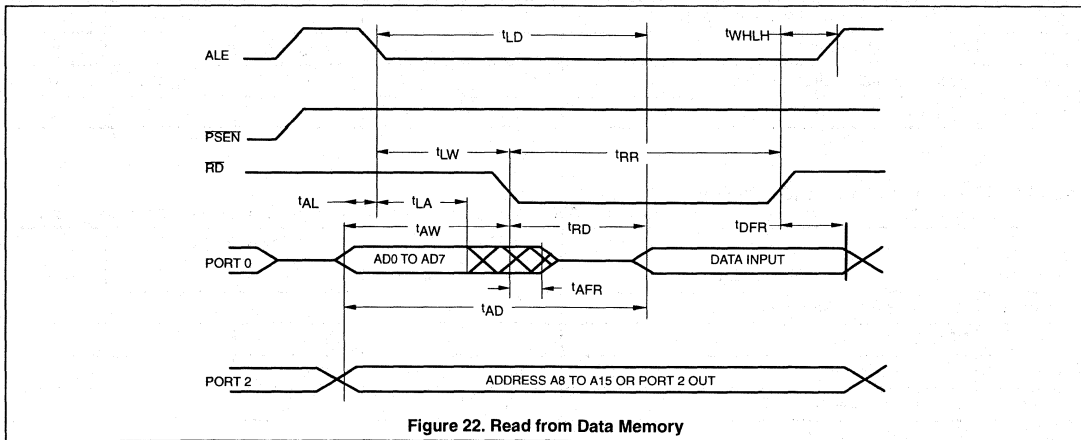 tLD
tWHLH
ALE
PSEN
tLW
tRR
RD
tAL
tLA
tAW
tRD
tDFR
PORT 0
AD0 TO AD7
DATA INPUT
tAFR
tAD
PORT 2
ADDRESS A8 TO A15 OR PORT 2 OUT
Figure 22. Read from Data Memory